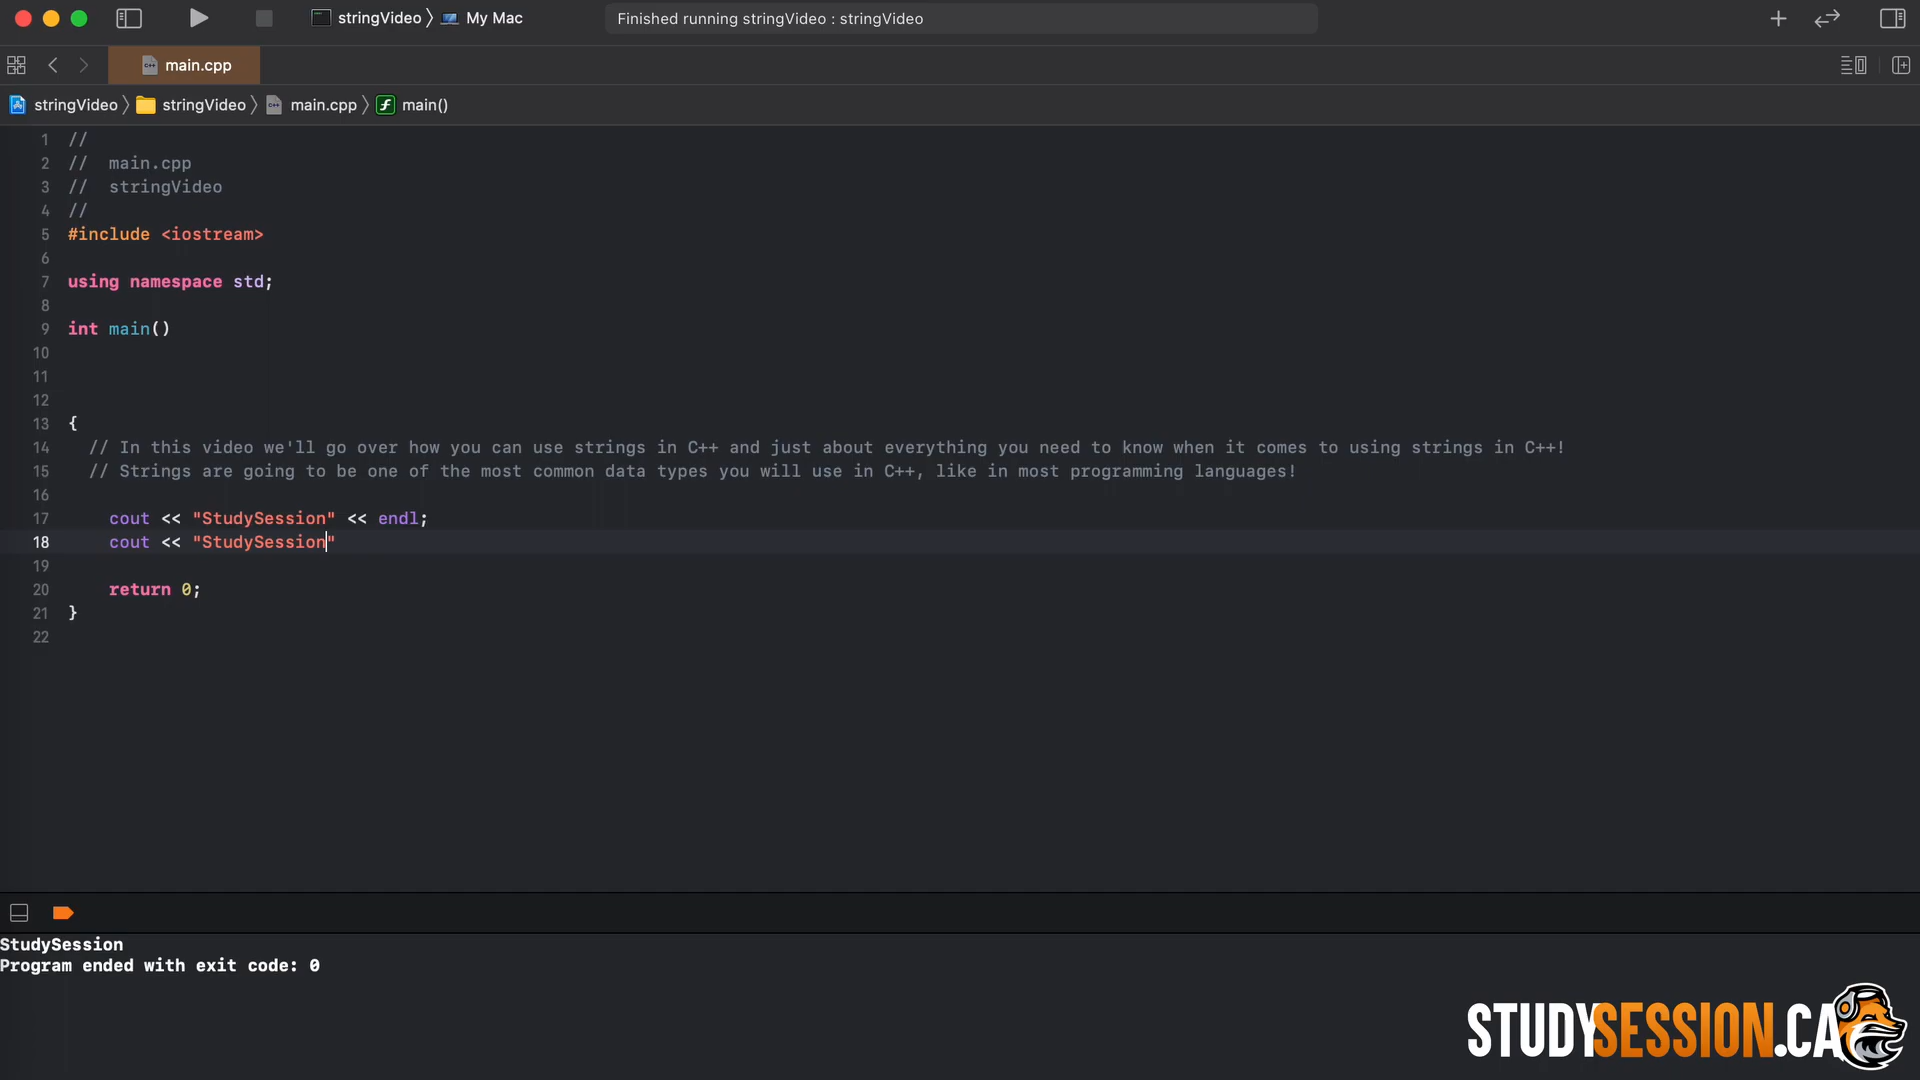 stringVideo 〉 My Mac
Finished running stringVideo : stringVideo
main.cpp
stringVideo 〉 stringVideo 〉 main.cpp 〉 main()
1 //
2 //  main.cpp
3 //  stringVideo
4 //
5 #include <iostream>
6
7 using namespace std;
8
9 int main()
10
11
12
13 {
14   // In this video we'll go over how you can use strings in C++ and just about everything you need to know when it comes to using strings in C++!
15   // Strings are going to be one of the most common data types you will use in C++, like in most programming languages!
16
17     cout << "StudySession" << endl;
18     cout << "StudySession"
19
20     return 0;
21 }
22
StudySession
Program ended with exit code: 0
STUDYSESSION.CA